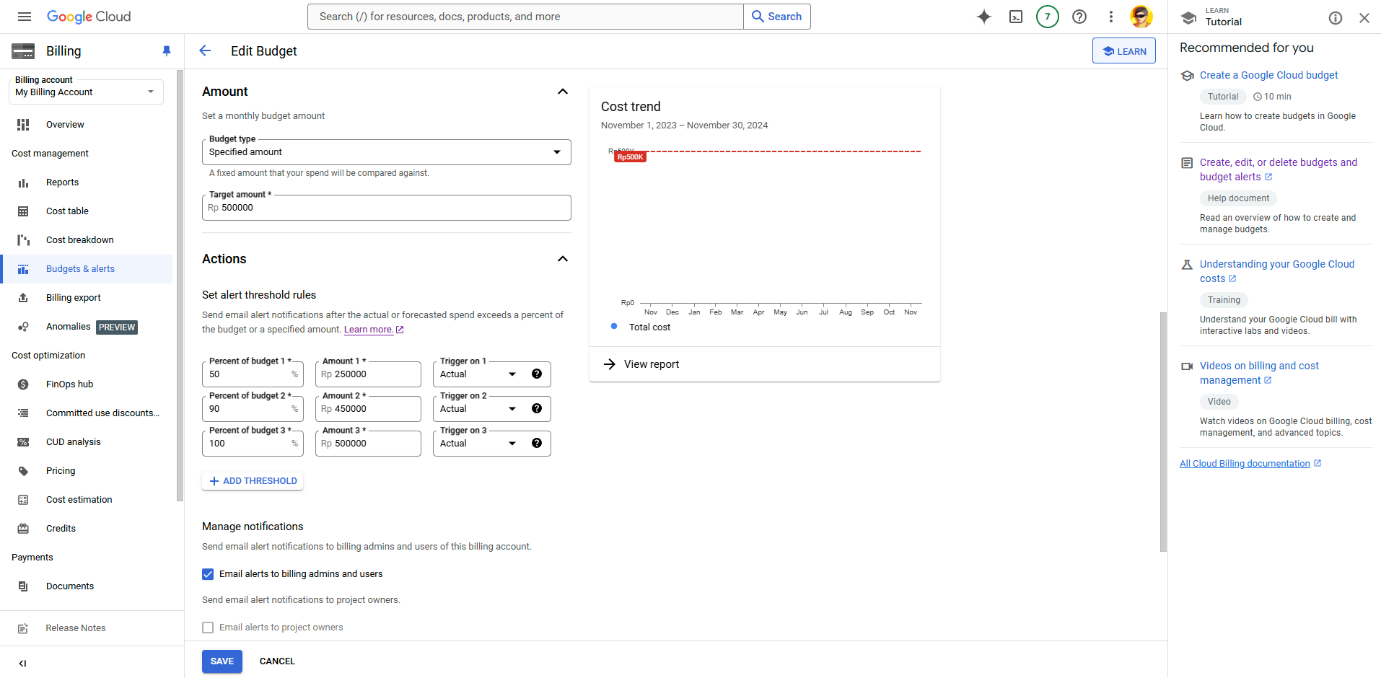 Google Cloud
Search (/) for resources, docs, products, and more
Search
7
LEARN
Tutorial
Billing
Billing account
My Billing Account
Overview
Cost management
Reports
Cost table
Cost breakdown
Budgets & alerts
Billing export
Anomalies PREVIEW
Cost optimization
FinOps hub
Committed use discounts...
CUD analysis
Pricing
Cost estimation
Credits
Payments
Documents
Release Notes
Edit Budget
LEARN
Amount
Set a monthly budget amount
Budget type
Specified amount
A fixed amount that your spend will be compared against.
Target amount *
Rp 500000
Actions
Set alert threshold rules
Send email alert notifications after the actual or forecasted spend exceeds a percent of
the budget or a specified amount. Learn more.
Percent of budget 1 * Amount 1 * Trigger on 1
50 % Rp 250000 Actual
Percent of budget 2 * Amount 2 * Trigger on 2
90 % Rp 450000 Actual
Percent of budget 3 * Amount 3 * Trigger on 3
100 % Rp 500000 Actual
ADD THRESHOLD
Manage notifications
Send email alert notifications to billing admins and users of this billing account.
Email alerts to billing admins and users
Send email alert notifications to project owners.
Email alerts to project owners
SAVE CANCEL
Cost trend
November 1, 2023 – November 30, 2024
Rp500K
Rp500K
Rp0
Nov Dec Jan Feb Mar Apr May Jun Jul Aug Sep Oct Nov
Total cost
View report
Recommended for you
Create a Google Cloud budget
Tutorial 10 min
Learn how to create budgets in Google
Cloud.
Create, edit, or delete budgets and
budget alerts
Help document
Read an overview of how to create and
manage budgets.
Understanding your Google Cloud
costs
Training
Understand your Google Cloud bill with
interactive labs and videos.
Videos on billing and cost
management
Video
Watch videos on Google Cloud billing, cost
management, and advanced topics.
All Cloud Billing documentation